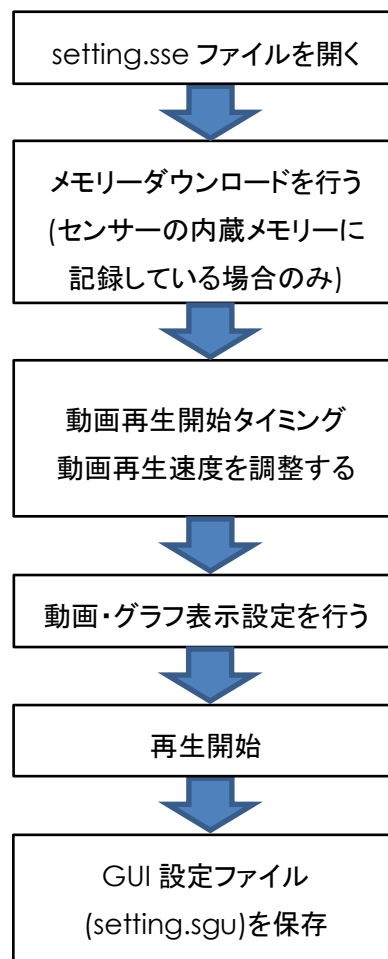 setting.sse ファイルを開く
メモリーダウンロードを行う
(センサーの内蔵メモリーに
記録している場合のみ)
動画再生開始タイミング
動画再生速度を調整する
動画・グラフ表示設定を行う
再生開始
GUI 設定ファイル
(setting.sgu)を保存